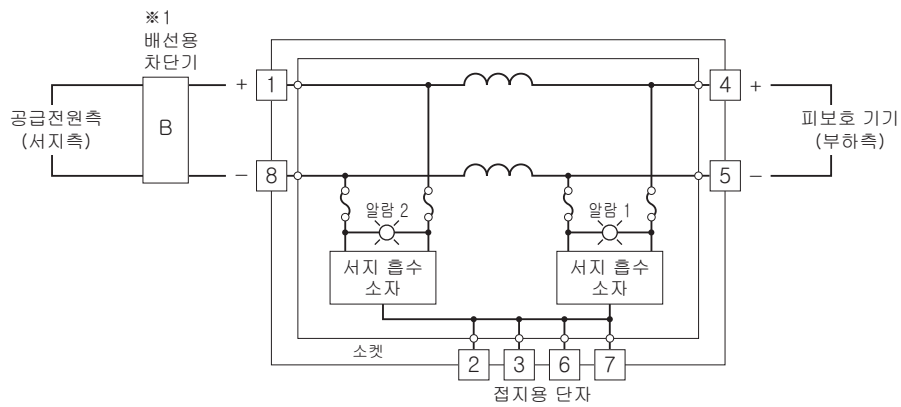 ※1
배선용
차단기
+ 1
4 +
공급전원측
(서지측)
B
피보호 기기
(부하측)
− 8
5 −
알람 2
알람 1
서지 흡수
소자
서지 흡수
소자
소켓
2 3 6 7
접지용 단자